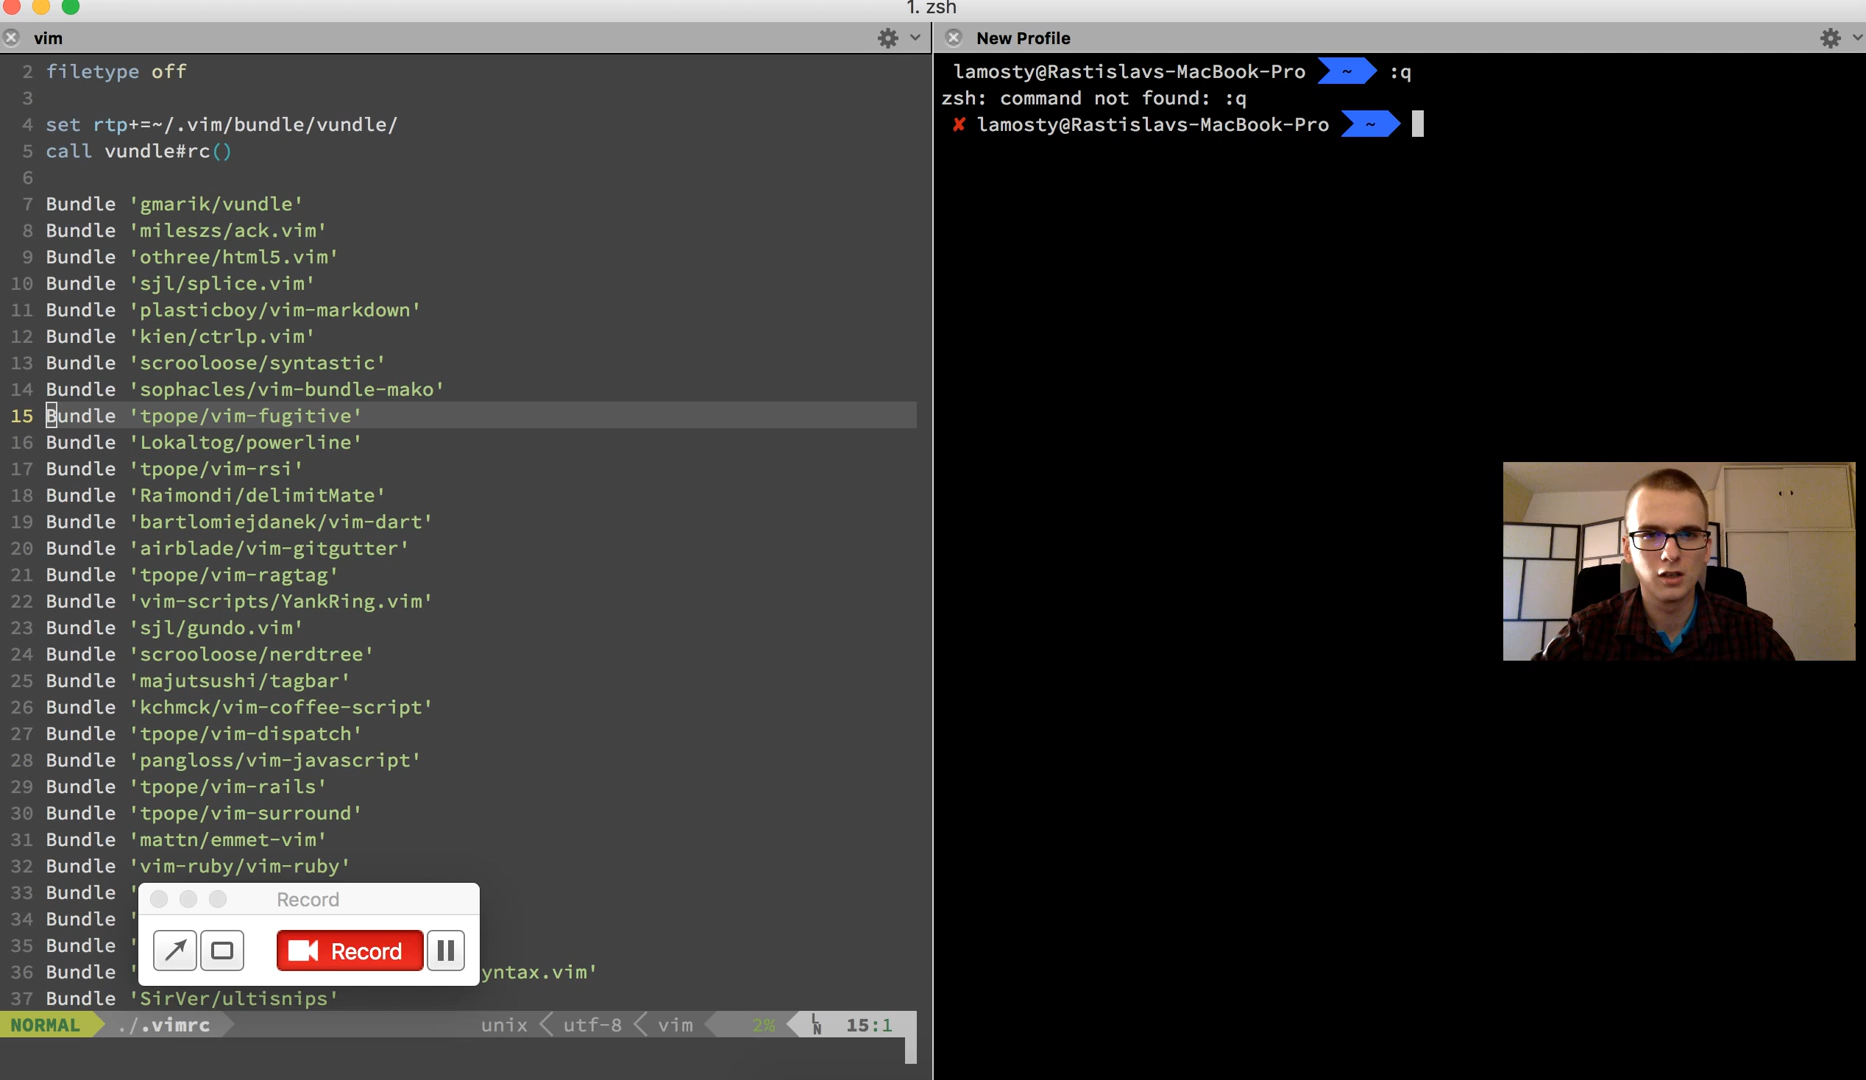 1. zsh
vim
New Profile
2 filetype off
3
4 set rtp+=~/.vim/bundle/vundle/
5 call vundle#rc()
6
7 Bundle 'gmarik/vundle'
8 Bundle 'mileszs/ack.vim'
9 Bundle 'othree/html5.vim'
10 Bundle 'sjl/splice.vim'
11 Bundle 'plasticboy/vim-markdown'
12 Bundle 'kien/ctrlp.vim'
13 Bundle 'scrooloose/syntastic'
14 Bundle 'sophacles/vim-bundle-mako'
15 Bundle 'tpope/vim-fugitive'
16 Bundle 'Lokaltog/powerline'
17 Bundle 'tpope/vim-rsi'
18 Bundle 'Raimondi/delimitMate'
19 Bundle 'bartlomiejdanek/vim-dart'
20 Bundle 'airblade/vim-gitgutter'
21 Bundle 'tpope/vim-ragtag'
22 Bundle 'vim-scripts/YankRing.vim'
23 Bundle 'sjl/gundo.vim'
24 Bundle 'scrooloose/nerdtree'
25 Bundle 'majutsushi/tagbar'
26 Bundle 'kchmck/vim-coffee-script'
27 Bundle 'tpope/vim-dispatch'
28 Bundle 'pangloss/vim-javascript'
29 Bundle 'tpope/vim-rails'
30 Bundle 'tpope/vim-surround'
31 Bundle 'mattn/emmet-vim'
32 Bundle 'vim-ruby/vim-ruby'
33 Bundle '
34 Bundle '
35 Bundle '
36 Bundle ' yntax.vim'
37 Bundle 'SirVer/ultisnips'
NORMAL ./.vimrc unix utf-8 vim 2% LN 15:1
Record
Record
lamosty@Rastislavs-MacBook-Pro ~ :q
zsh: command not found: :q
✘ lamosty@Rastislavs-MacBook-Pro ~